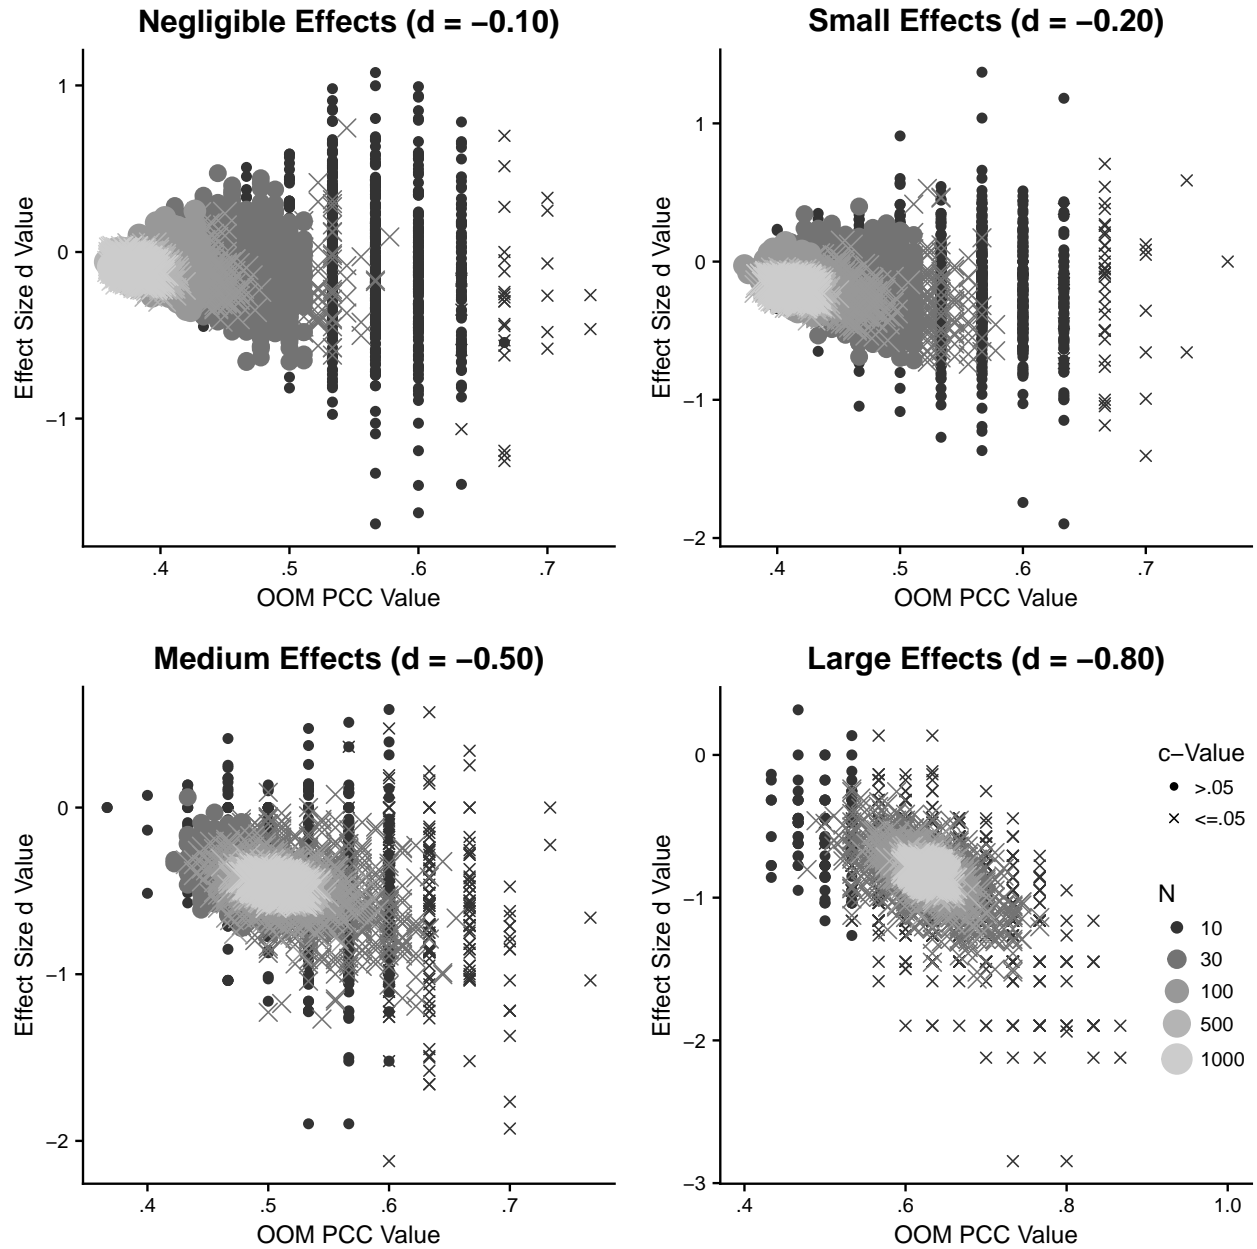 Negligible Effects (d = −0.10)
1
0
−1
Effect Size d Value
.4 .5 .6 .7
OOM PCC Value
Small Effects (d = −0.20)
1
0
−1
−2
Effect Size d Value
.4 .5 .6 .7
OOM PCC Value
Medium Effects (d = −0.50)
0
−1
−2
Effect Size d Value
.4 .5 .6 .7
OOM PCC Value
Large Effects (d = −0.80)
0
−1
−2
−3
Effect Size d Value
.4 .6 .8 1.0
OOM PCC Value
c−Value
>.05
<=.05
N
10
30
100
500
1000